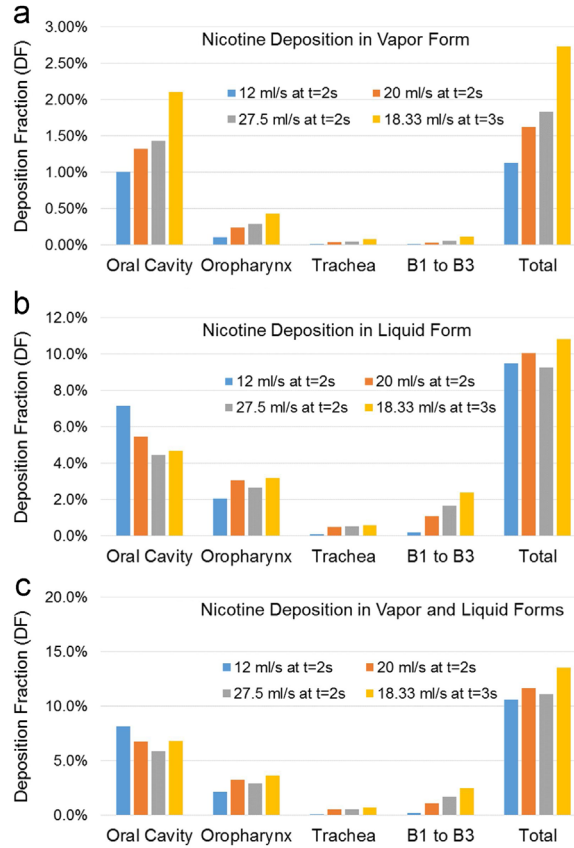 a
Nicotine Deposition in Vapor Form
12 ml/s at t=2s
20 ml/s at t=2s
27.5 ml/s at t=2s
18.33 ml/s at t=3s
Deposition Fraction (DF)
3.00%
2.50%
2.00%
1.50%
1.00%
0.50%
0.00%
Oral Cavity Oropharynx Trachea B1 to B3 Total
b
Nicotine Deposition in Liquid Form
12 ml/s at t=2s
20 ml/s at t=2s
27.5 ml/s at t=2s
18.33 ml/s at t=3s
Deposition Fraction (DF)
12.0%
10.0%
8.0%
6.0%
4.0%
2.0%
0.0%
Oral Cavity Oropharynx Trachea B1 to B3 Total
c
Nicotine Deposition in Vapor and Liquid Forms
12 ml/s at t=2s
20 ml/s at t=2s
27.5 ml/s at t=2s
18.33 ml/s at t=3s
Deposition Fraction (DF)
20.0%
15.0%
10.0%
5.0%
0.0%
Oral Cavity Oropharynx Trachea B1 to B3 Total